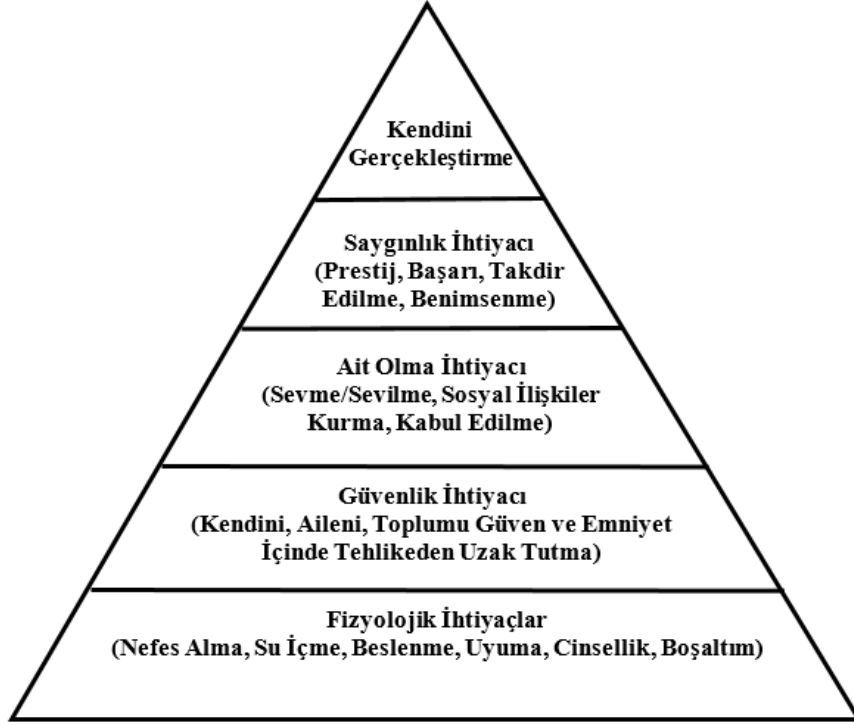 Kendini
Gerçekleştirme
Saygınlık İhtiyacı
(Prestij, Başarı, Takdir
Edilme, Benimsenme)
Ait Olma İhtiyacı
(Sevme/Sevilme, Sosyal İlişkiler
Kurma, Kabul Edilme)
Güvenlik İhtiyacı
(Kendini, Aileni, Toplumu Güven ve Emniyet
İçinde Tehlikeden Uzak Tutma)
Fizyolojik İhtiyaçlar
(Nefes Alma, Su İçme, Beslenme, Uyuma, Cinsellik, Boşaltım)